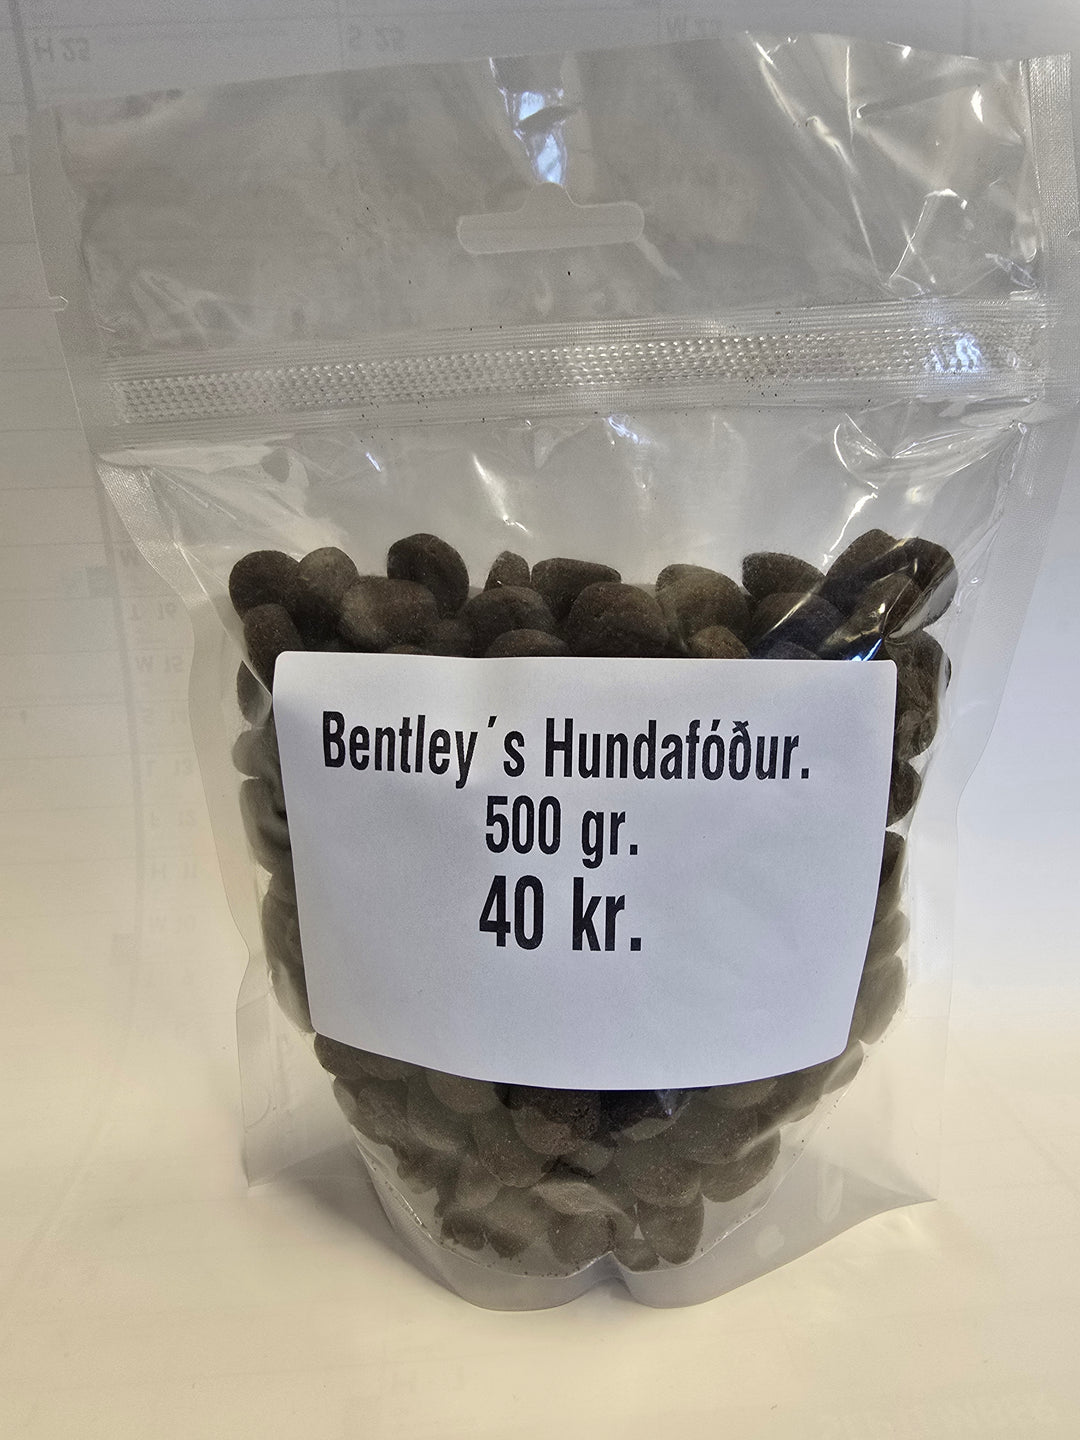 Bentley´s Hundafóður.
500 gr.
40 kr.